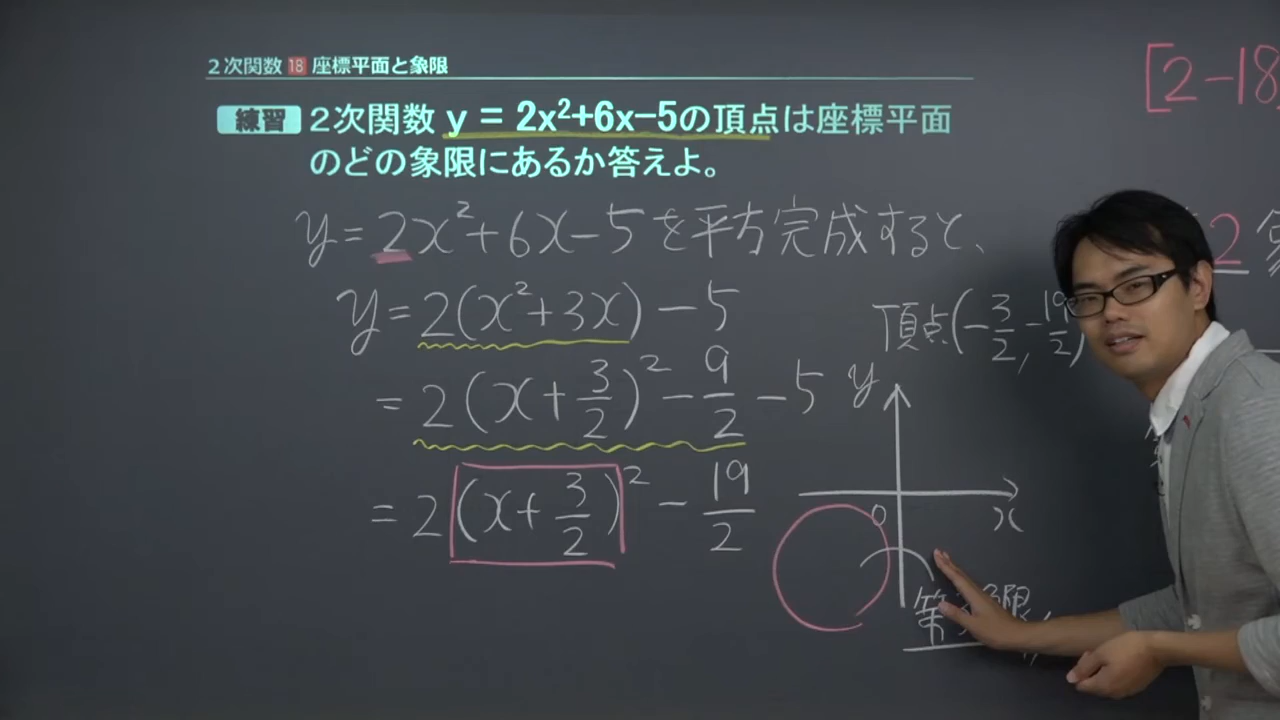 2次関数 18 座標平面と象限
練習 2次関数 y = 2x²+6x−5の頂点は座標平面
のどの象限にあるか答えよ。
y=2x²+6x−5を平方完成すると、
y=2(x²+3x)−5
=2(x+3/2)²−9/2−5
=2(x+3/2)²−19/2
頂点(−3/2,−19/2)
y
0
x
第 限
[2-18
2